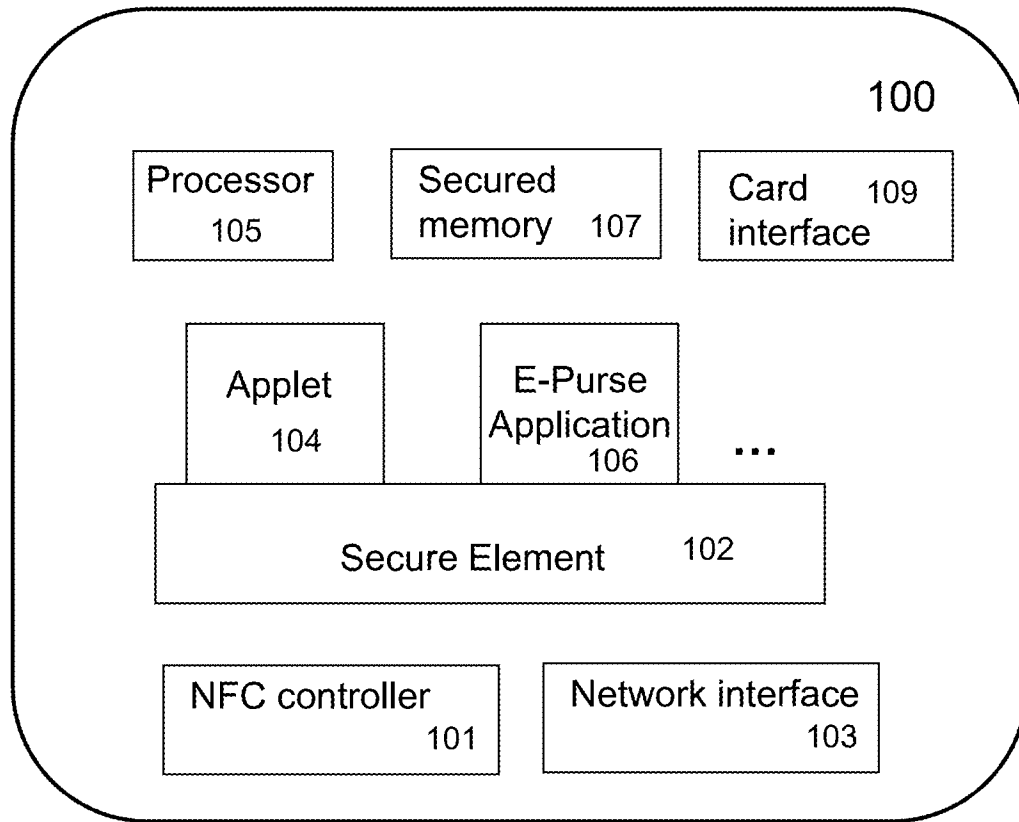 100
Processor
105
Secured
memory 107
Card 109
interface
Applet
104
E-Purse
Application
106
...
Secure Element 102
NFC controller
101
Network interface
103